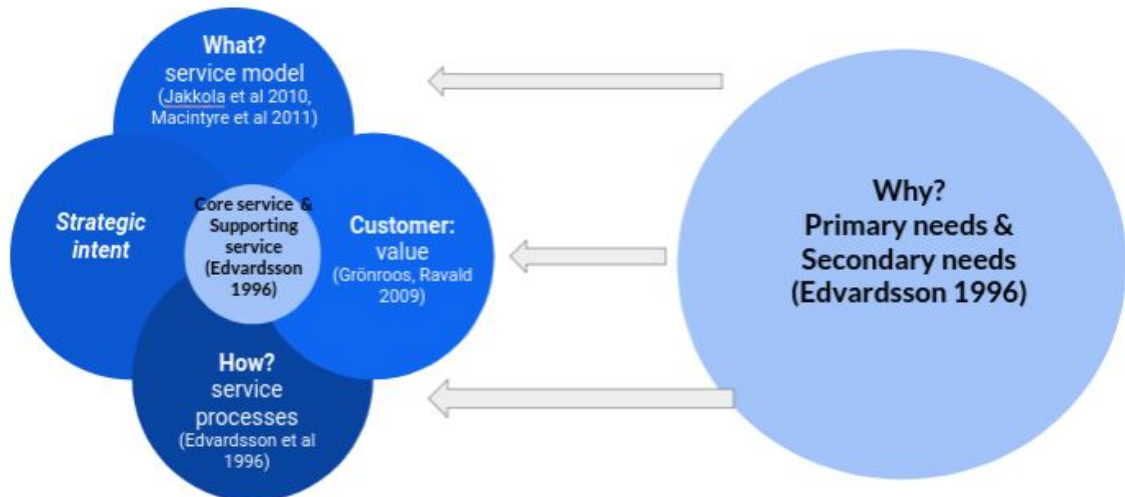 What?
service model
(Jakkola et al 2010,
Macintyre et al 2011)
Strategic
intent
Core service &
Supporting
service
(Edvardsson
1996)
Customer:
value
(Grönroos, Ravald
2009)
How?
service
processes
(Edvardsson et al
1996)
Why?
Primary needs &
Secondary needs
(Edvardsson 1996)